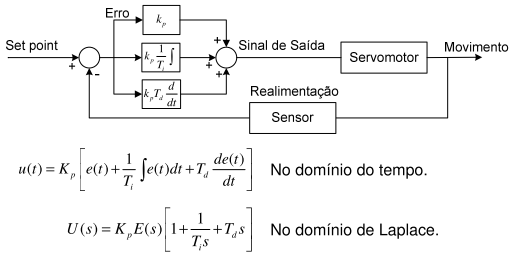 Erro
k_p
Set point
+
-
k_p 1/T_i ∫
+
+
+
Sinal de Saída
Servomotor
Movimento
k_p T_d d/dt
Realimentação
Sensor
u(t) = K_p [ e(t) + 1/T_i ∫ e(t)dt + T_d de(t)/dt ] No domínio do tempo.
U(s) = K_p E(s) [ 1 + 1/T_i s + T_d s ] No domínio de Laplace.